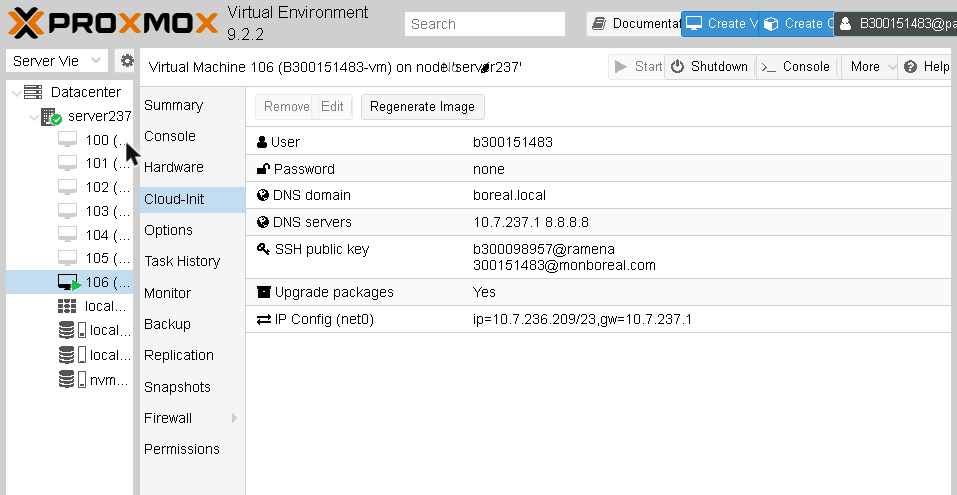 PROXMOX Virtual Environment
9.2.2
Search
Documentat
Create V
Create C
B300151483@pa
Server Vie
Virtual Machine 106 (B300151483-vm) on node 'server237'
Start
Shutdown
Console
More
Help
Datacenter
server237
100 (...
101 (...
102 (...
103 (...
104 (...
105 (...
106 (...
local...
local...
local...
nvm...
Summary
Console
Hardware
Cloud-Init
Options
Task History
Monitor
Backup
Replication
Snapshots
Firewall
Permissions
Remove Edit Regenerate Image
User b300151483
Password none
DNS domain boreal.local
DNS servers 10.7.237.1 8.8.8.8
SSH public key b300098957@ramena
300151483@monboreal.com
Upgrade packages Yes
IP Config (net0) ip=10.7.236.209/23,gw=10.7.237.1